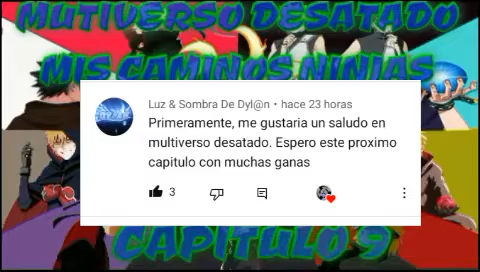 MUTIVERSO DESATADO
MIS CAMINOS NINJAS
Luz & Sombra De Dyl@n • hace 23 horas
Primeramente, me gustaria un saludo en
multiverso desatado. Espero este proximo
capitulo con muchas ganas
3
CAPITULO 9